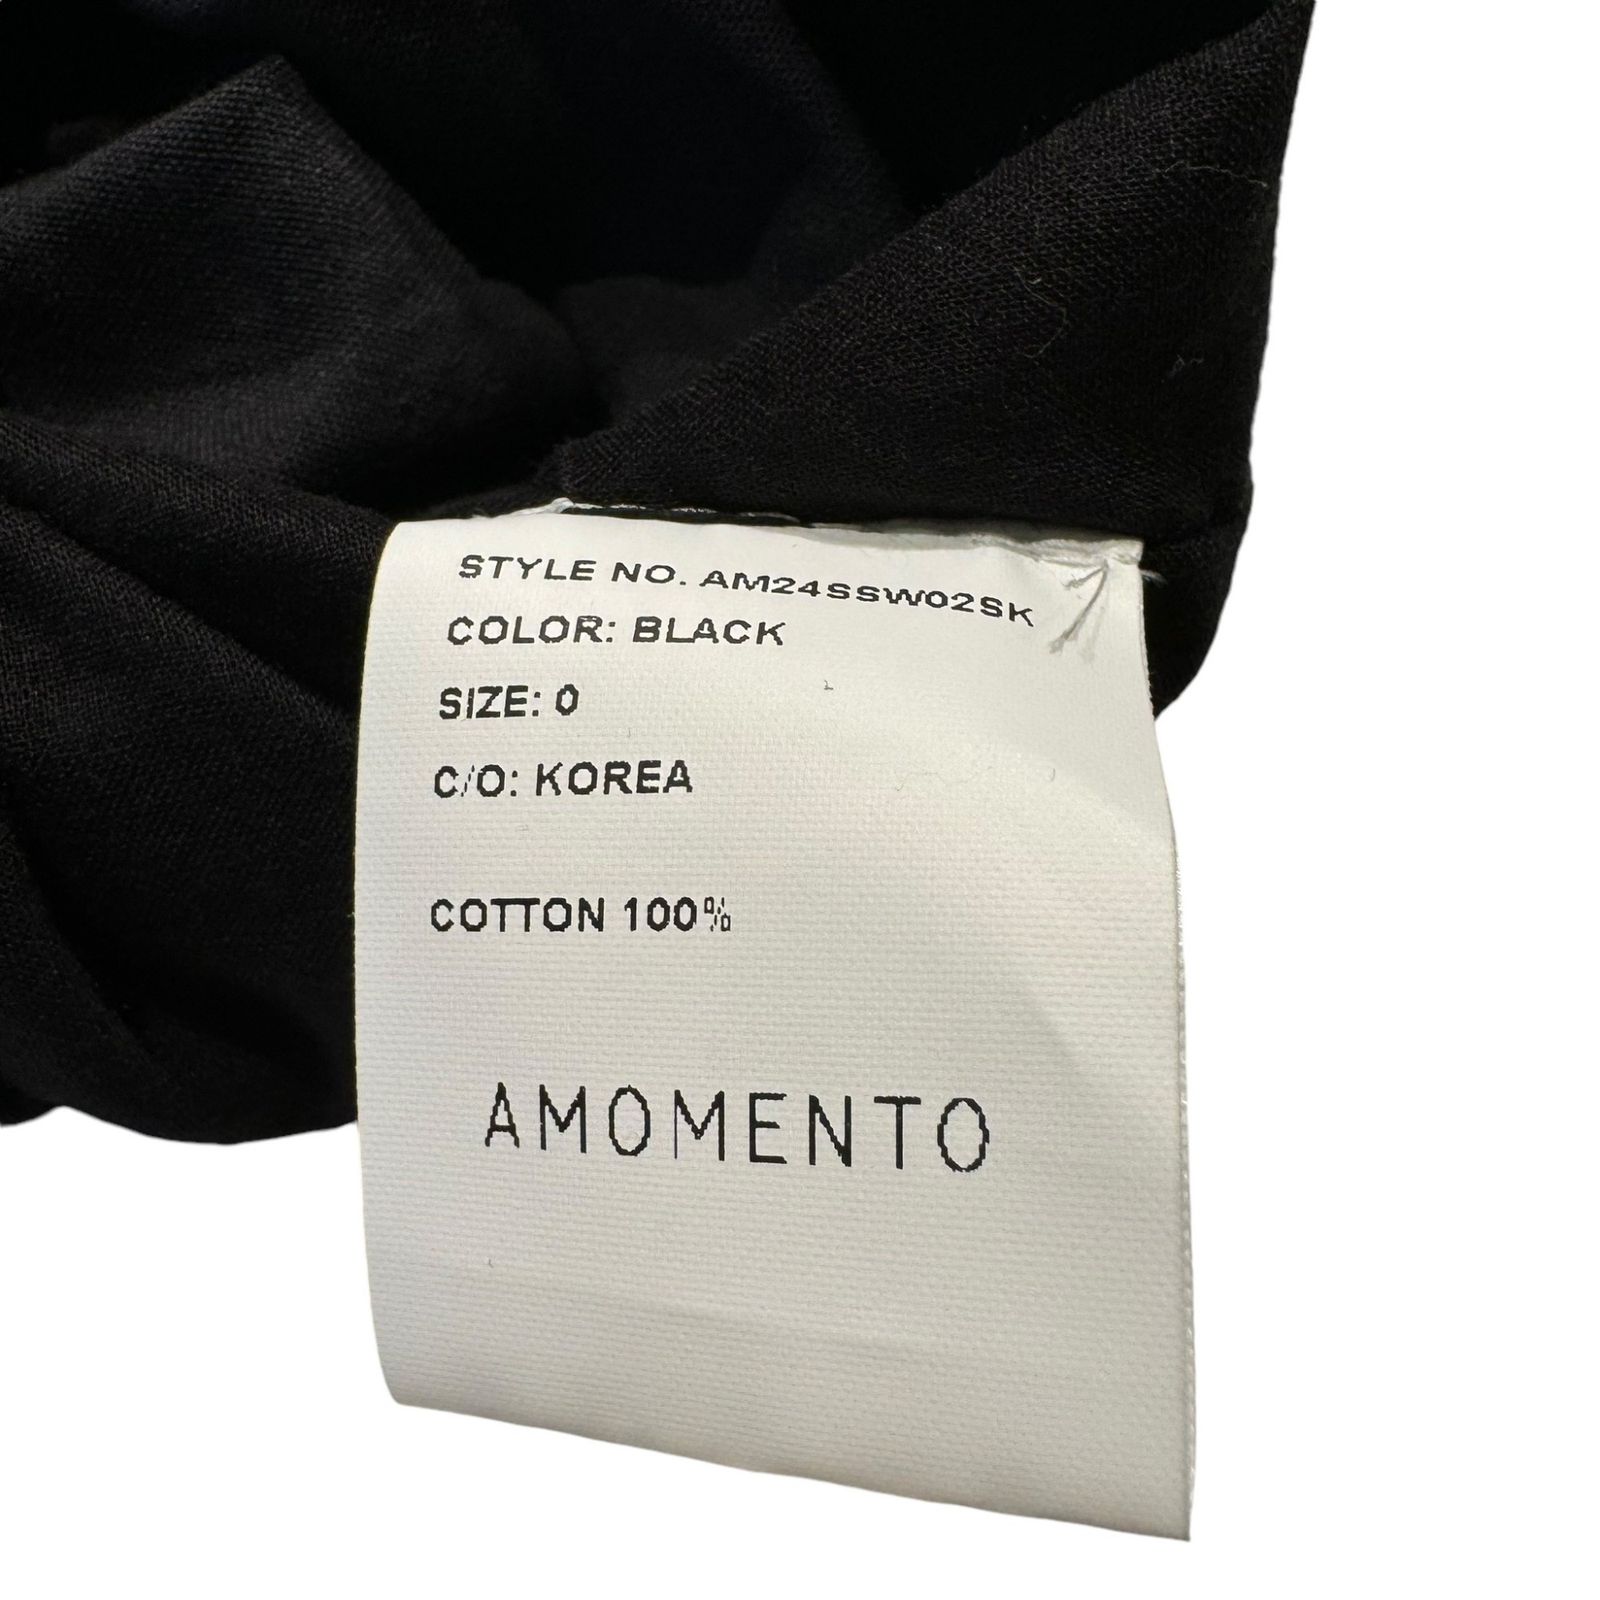 STYLE NO. AM24SSW02SK
COLOR: BLACK
SIZE: 0
C/O: KOREA
COTTON 100%
AMOMENTO